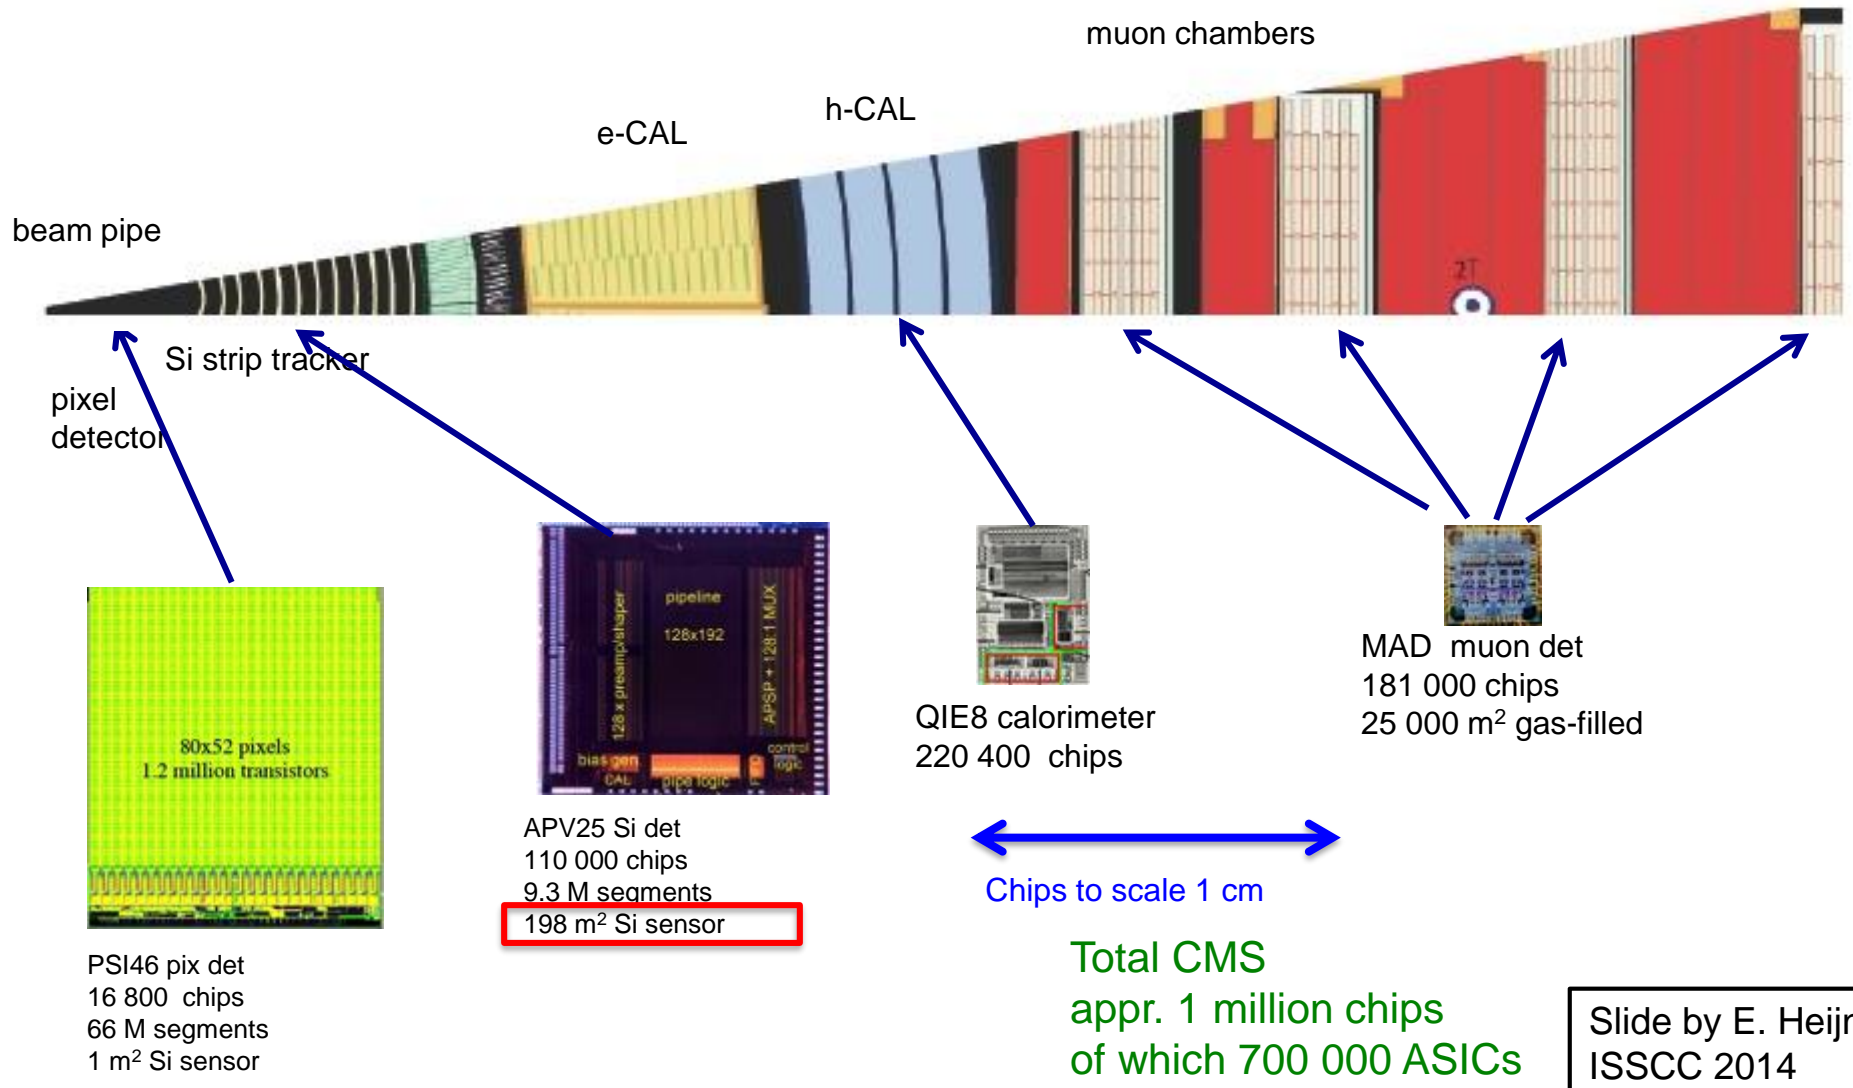 muon chambers
h-CAL
e-CAL
beam pipe
2T
Si strip tracker
pixel
detector
80x52 pixels
1.2 million transistors
PSI46 pix det
16 800 chips
66 M segments
1 m² Si sensor
128 x preamp/shaper
pipeline
128x192
APSP + 128:1 MUX
bias gen
CAL
pipe logic
control
logic
APV25 Si det
110 000 chips
9.3 M segments
198 m² Si sensor
QIE8 calorimeter
220 400 chips
MAD muon det
181 000 chips
25 000 m² gas-filled
Chips to scale 1 cm
Total CMS
appr. 1 million chips
of which 700 000 ASICs
Slide by E.
ISSCC 2014